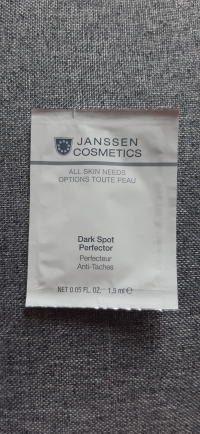 JANSSEN
COSMETICS
ALL SKIN NEEDS
OPTIONS TOUTE PEAU
Dark Spot
Perfector
Perfecteur
Anti-Taches
NET 0.05 FL. OZ. 1,5 ml ℮